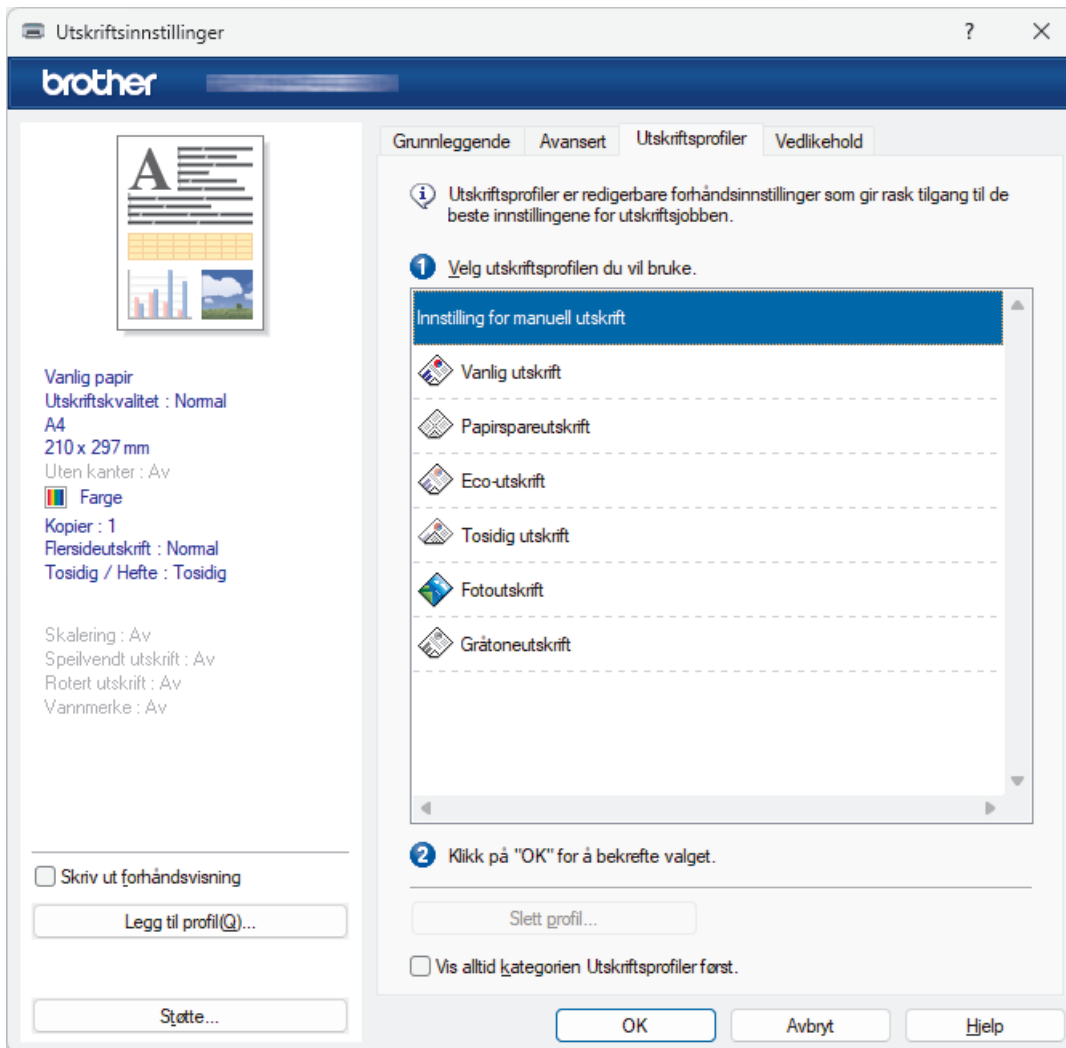 Utskriftsinnstillinger
?
brother
A
Vanlig papir
Utskriftskvalitet : Normal
A4
210 x 297 mm
Uten kanter : Av
Farge
Kopier : 1
Flersideutskrift : Normal
Tosidig / Hefte : Tosidig
Skalering : Av
Speilvendt utskrift : Av
Rotert utskrift : Av
Vannmerke : Av
Skriv ut forhåndsvisning
Legg til profil(Q)...
Støtte...
Grunnleggende Avansert Utskriftsprofiler Vedlikehold
Utskriftsprofiler er redigerbare forhåndsinnstillinger som gir rask tilgang til de
beste innstillingene for utskriftsjobben.
1 Velg utskriftsprofilen du vil bruke.
Innstilling for manuell utskrift
Vanlig utskrift
Papirspareutskrift
Eco-utskrift
Tosidig utskrift
Fotoutskrift
Gråtoneutskrift
2 Klikk på "OK" for å bekrefte valget.
Slett profil...
Vis alltid kategorien Utskriftsprofiler først.
OK Avbryt Hjelp